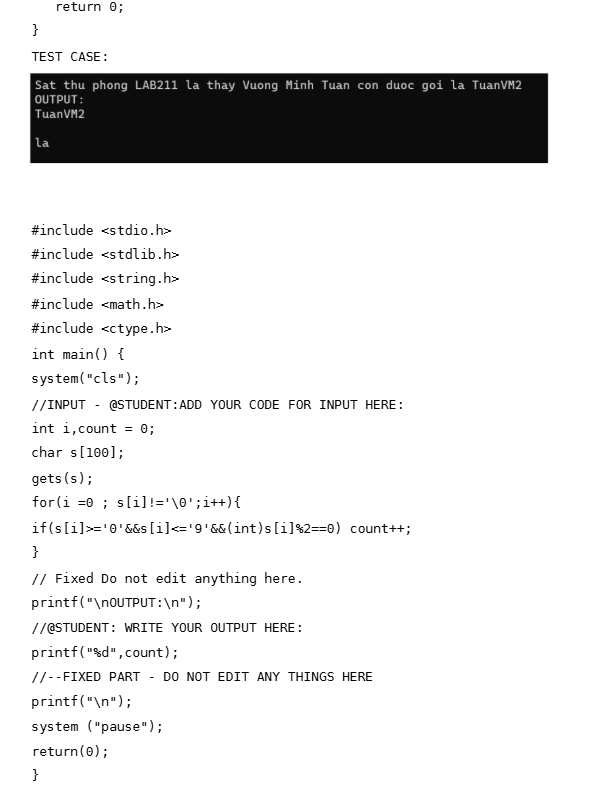 return 0;
}
TEST CASE:
Sat thu phong LAB211 la thay Vuong Minh Tuan con duoc goi la TuanVM2
OUTPUT:
TuanVM2
la
#include <stdio.h>
#include <stdlib.h>
#include <string.h>
#include <math.h>
#include <ctype.h>
int main() {
system("cls");
//INPUT - @STUDENT:ADD YOUR CODE FOR INPUT HERE:
int i,count = 0;
char s[100];
gets(s);
for(i =0 ; s[i]!='\0';i++){
if(s[i]>='0'&&s[i]<='9'&&(int)s[i]%2==0) count++;
}
// Fixed Do not edit anything here.
printf("\nOUTPUT:\n");
//@STUDENT: WRITE YOUR OUTPUT HERE:
printf("%d",count);
//--FIXED PART - DO NOT EDIT ANY THINGS HERE
printf("\n");
system ("pause");
return(0);
}